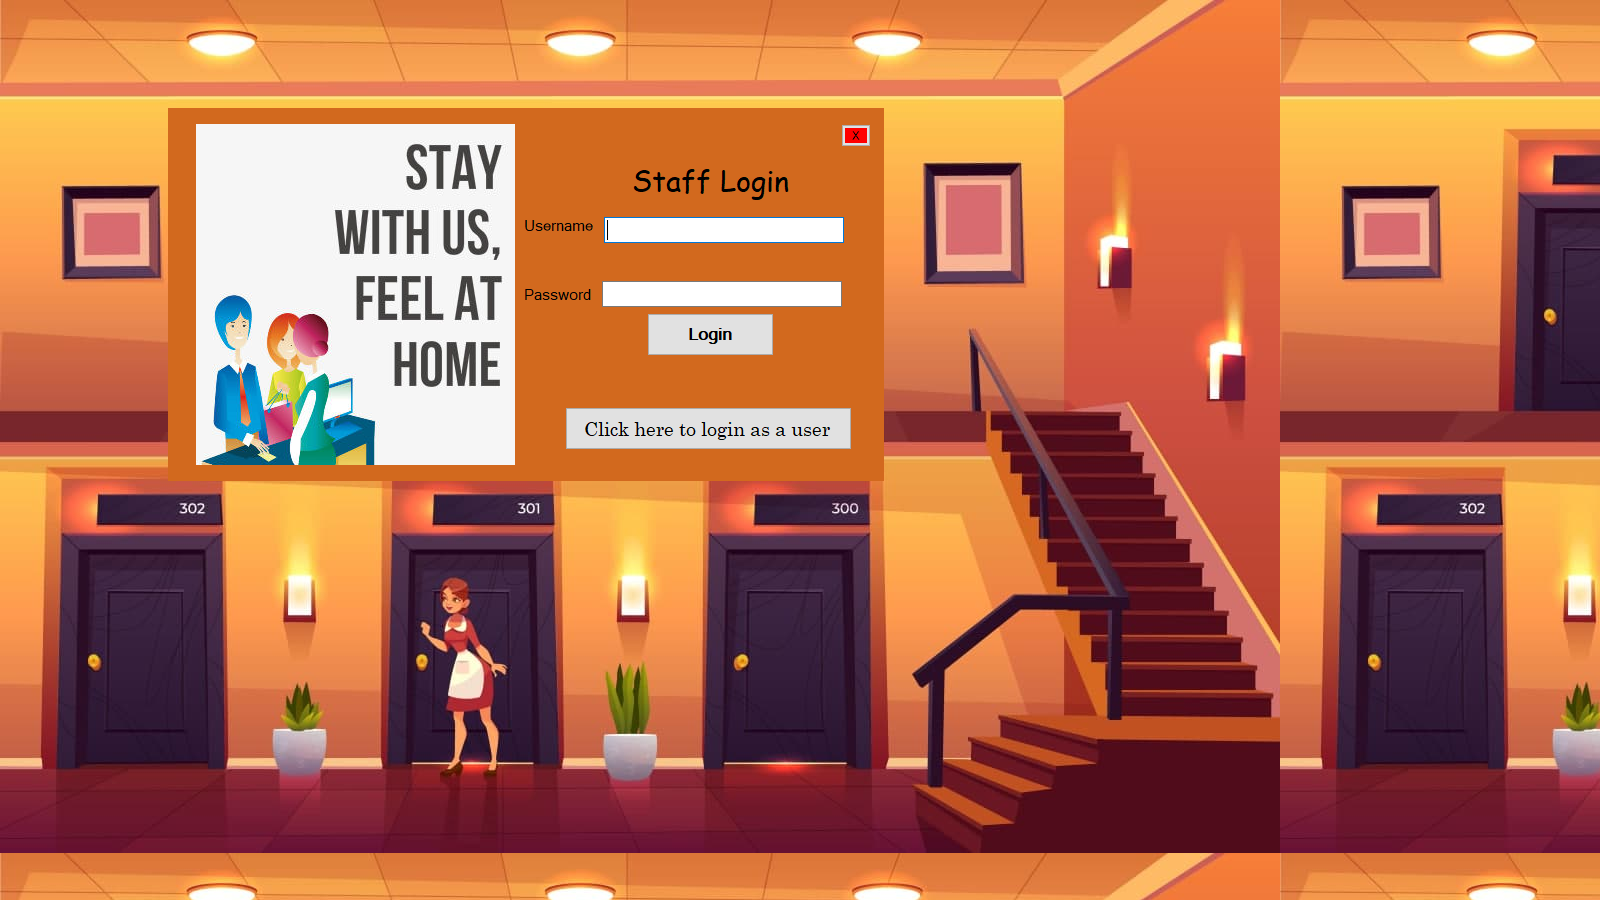 STAY
WITH US,
FEEL AT
HOME
X
Staff Login
Username
Password
Login
Click here to login as a user
302
301
300
302